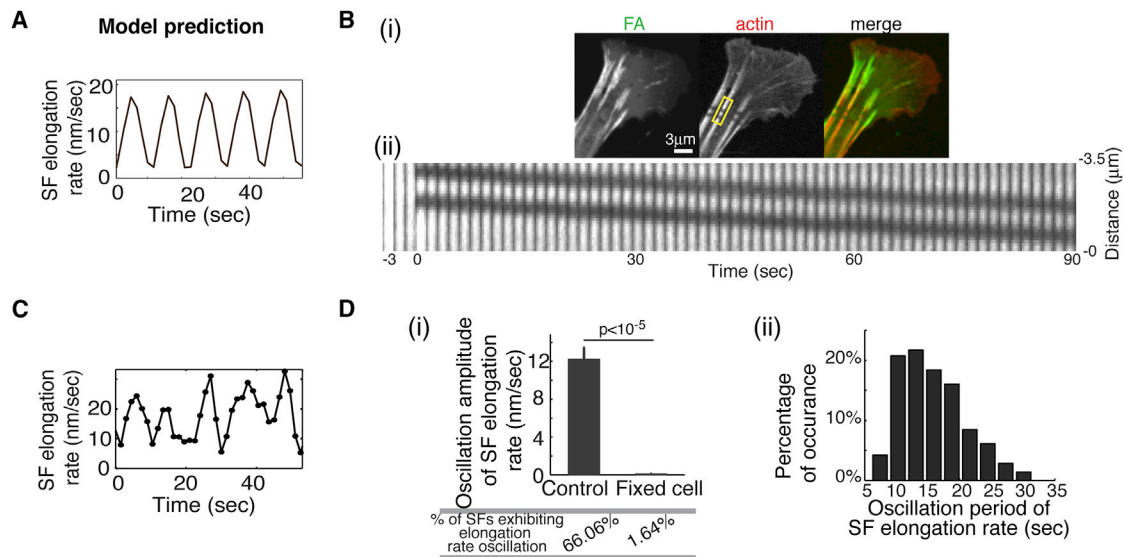 A
Model prediction
SF elongation
rate (nm/sec)
20
10
0
0 20 40
Time (sec)
B
(i)
FA
actin
merge
3μm
(ii)
-3.5
Distance (μm)
-0
-3 0 30 60 90
Time (sec)
C
SF elongation
rate (nm/sec)
20
10
0
0 20 40
Time (sec)
D
(i)
Oscillation amplitude
of SF elongation
rate (nm/sec)
12
8
4
0
p<10-5
Control Fixed cell
% of SFs exhibiting
elongation
rate oscillation
66.06%
1.64%
(ii)
Percentage
of occurance
20%
10%
0%
5 10 15 20 25 30 35
Oscillation period of
SF elongation rate (sec)